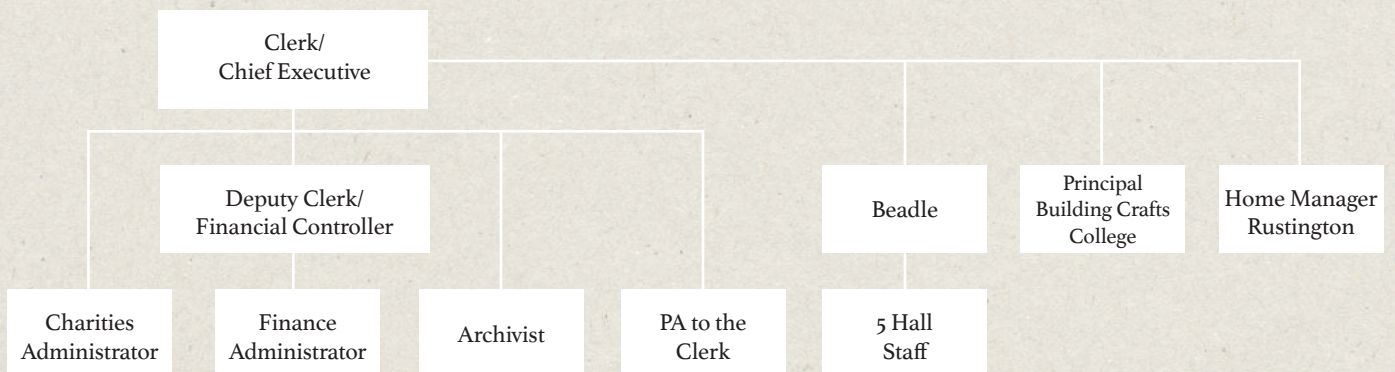 Clerk/
Chief Executive
Deputy Clerk/
Financial Controller
Beadle
Principal
Building Crafts
College
Home Manager
Rustington
Charities
Administrator
Finance
Administrator
Archivist
PA to the
Clerk
5 Hall
Staff